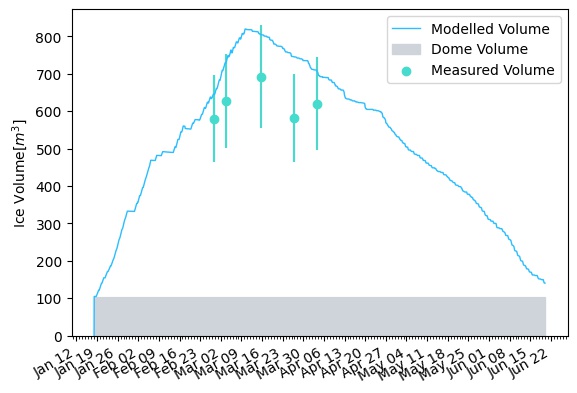 Modelled Volume
Dome Volume
Measured Volume
Ice Volume[m³]
800
700
600
500
400
300
200
100
0
Jan 12
Jan 19
Jan 26
Feb 02
Feb 09
Feb 16
Feb 23
Mar 02
Mar 09
Mar 16
Mar 23
Mar 30
Apr 06
Apr 13
Apr 20
Apr 27
May 04
May 11
May 18
May 25
Jun 01
Jun 08
Jun 15
Jun 22